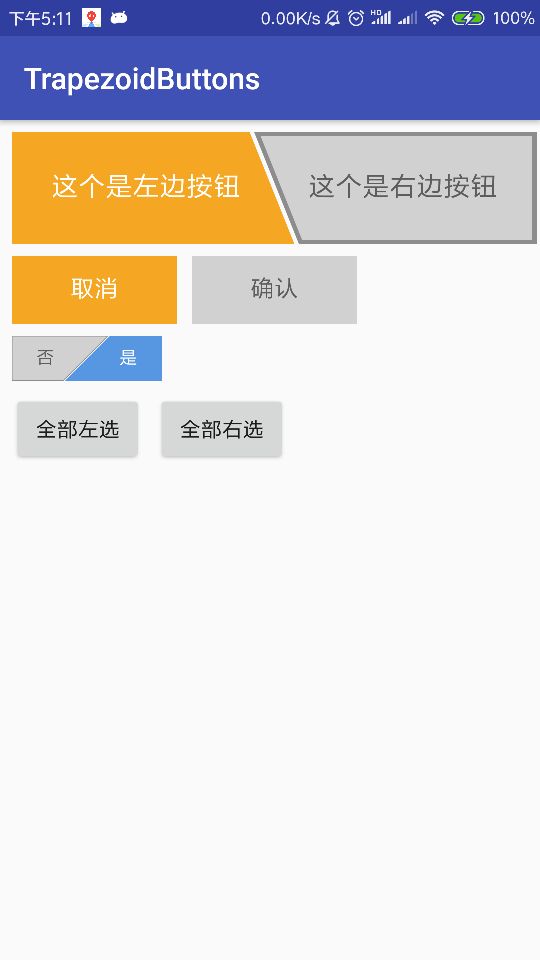 下午5:11 0.00K/s HD 100%
TrapezoidButtons
这个是左边按钮 这个是右边按钮
取消 确认
否 是
全部左选 全部右选